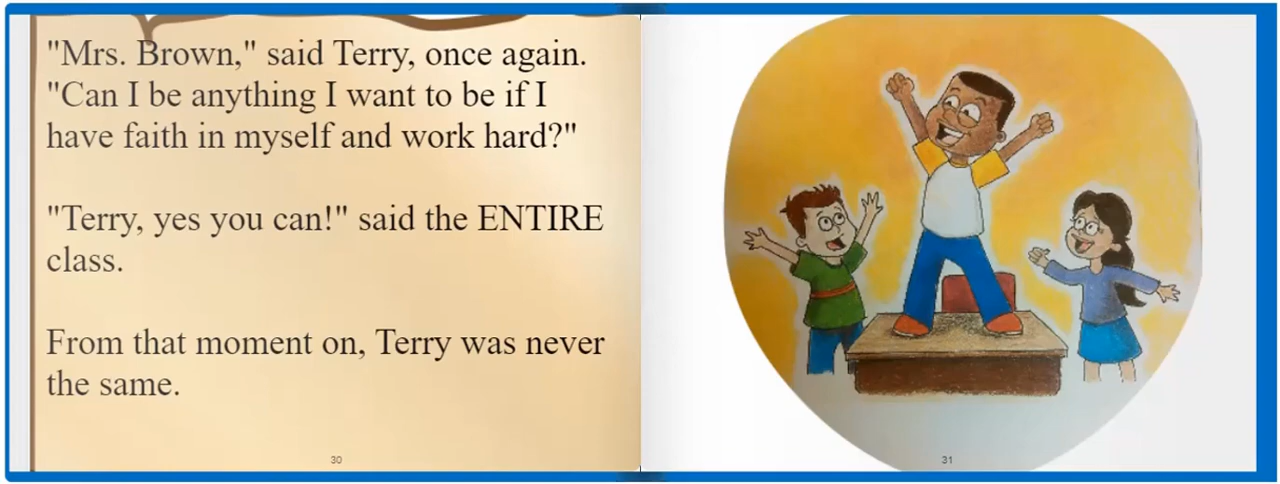 "Mrs. Brown," said Terry, once again.
"Can I be anything I want to be if I
have faith in myself and work hard?"
"Terry, yes you can!" said the ENTIRE
class.
From that moment on, Terry was never
the same.
30
31